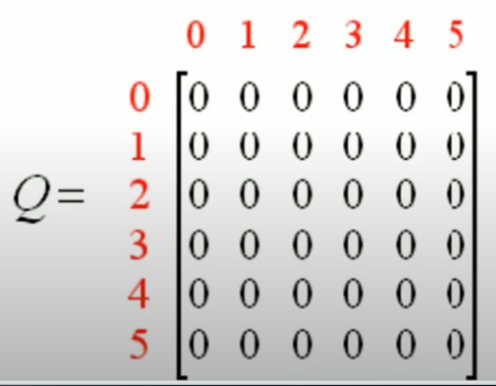 0 1 2 3 4 5
0 0 0 0 0 0 0
1 0 0 0 0 0 0
Q= 2 0 0 0 0 0 0
3 0 0 0 0 0 0
4 0 0 0 0 0 0
5 0 0 0 0 0 0